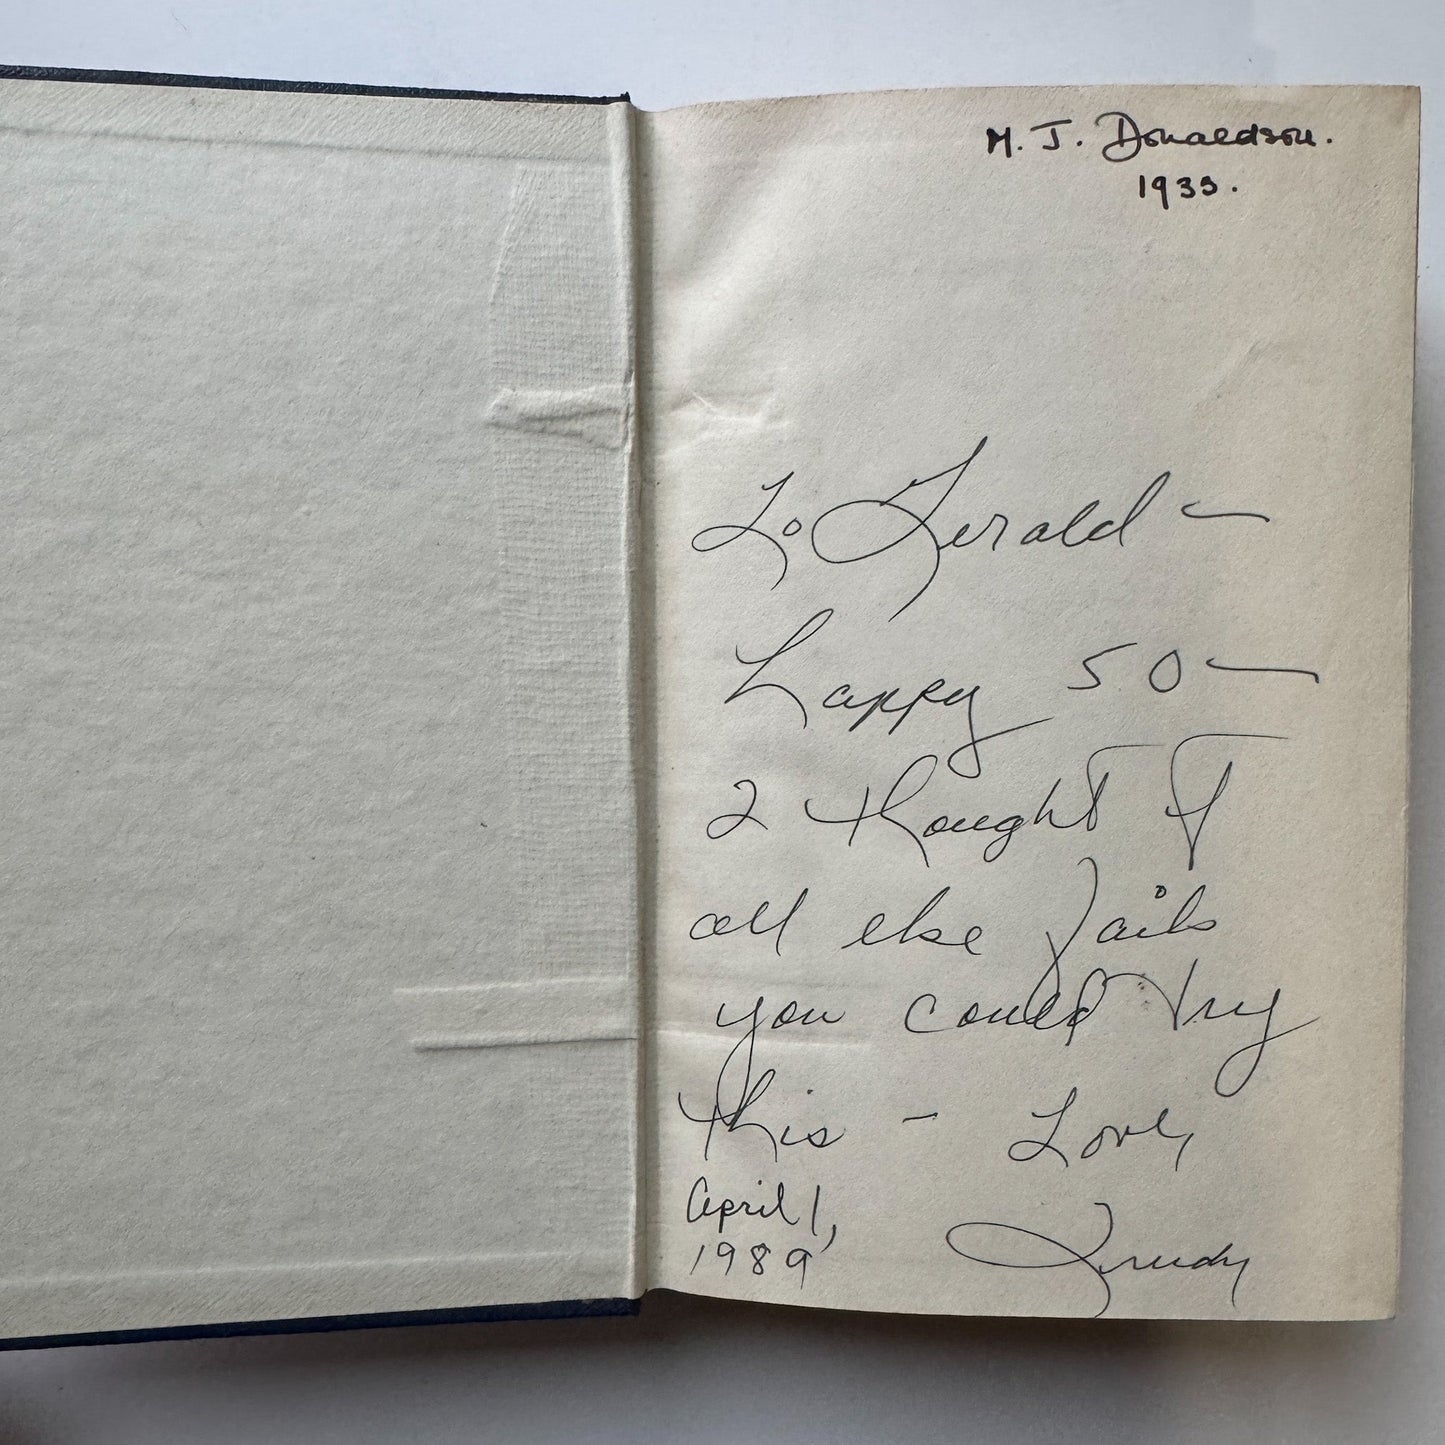 M. J. Donaldson.
1933.
To Gerald –
happy 50 –
I thought if
all else fails
you could try
this – Love,
April 1,
1989
Trudy